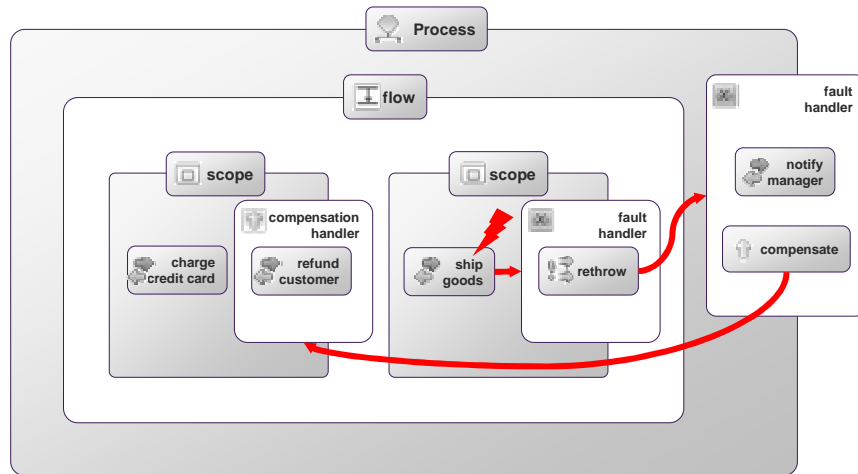 Process
flow
fault
handler
notify
manager
compensate
scope
compensation
handler
charge
credit card
refund
customer
scope
fault
handler
ship
goods
rethrow